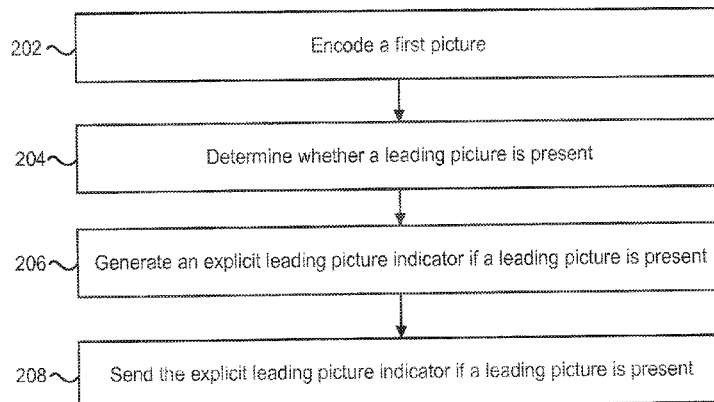 202 Encode a first picture
204 Determine whether a leading picture is present
206 Generate an explicit leading picture indicator if a leading picture is present
208 Send the explicit leading picture indicator if a leading picture is present